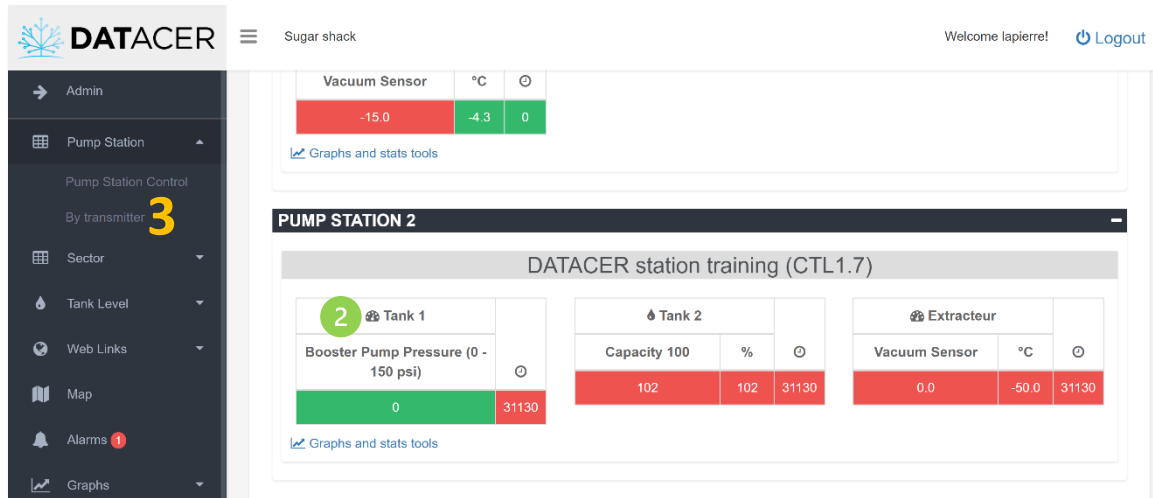 DATACER
Sugar shack
Welcome lapierre!
Logout
Admin
Pump Station
Pump Station Control
By transmitter
3
Sector
Tank Level
Web Links
Map
Alarms 1
Graphs
Vacuum Sensor °C
-15.0 -4.3 0
Graphs and stats tools
PUMP STATION 2
DATACER station training (CTL1.7)
2 Tank 1
Booster Pump Pressure (0 -
150 psi)
0 31130
Tank 2
Capacity 100 %
102 102 31130
Extracteur
Vacuum Sensor °C
0.0 -50.0 31130
Graphs and stats tools